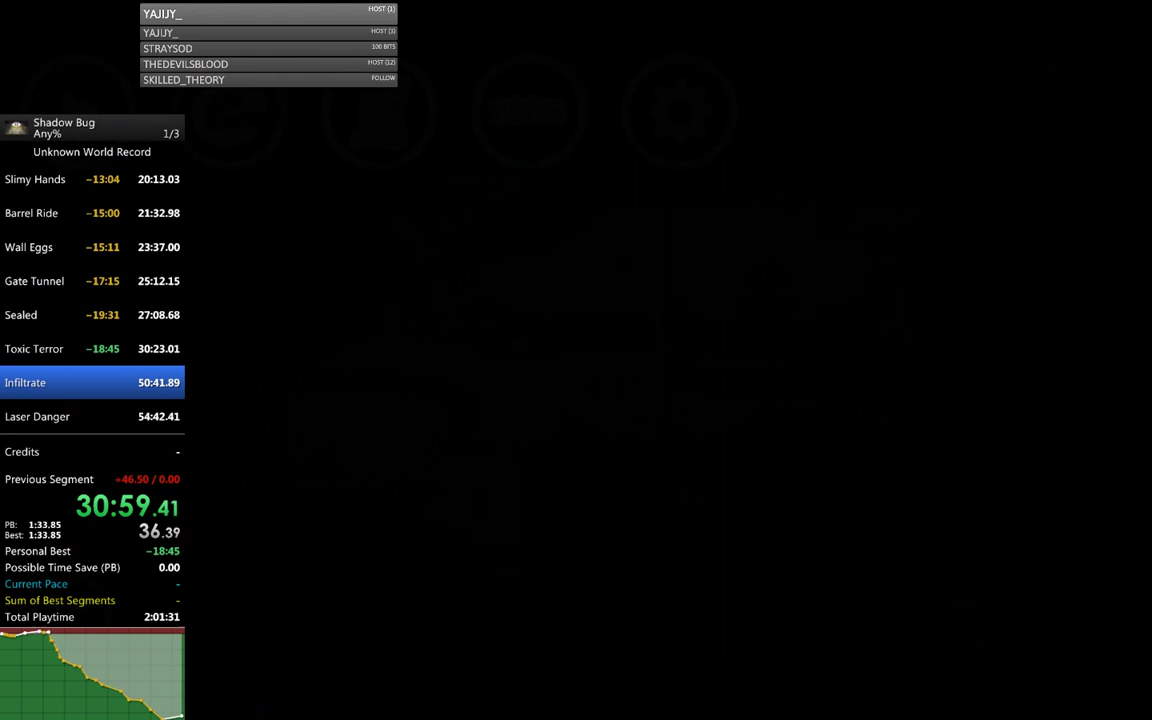 YAJIJY_ HOST (1)
YAJIJY_ HOST (3)
STRAYSOD 100 BITS
THEDEVILSBLOOD HOST (12)
SKILLED_THEORY FOLLOW
Shadow Bug
Any% 1/3
Unknown World Record
Slimy Hands −13:04 20:13.03
Barrel Ride −15:00 21:32.98
Wall Eggs −15:11 23:37.00
Gate Tunnel −17:15 25:12.15
Sealed −19:31 27:08.68
Toxic Terror −18:45 30:23.01
Infiltrate 50:41.89
Laser Danger 54:42.41
Credits -
Previous Segment +46.50 / 0.00
30:59.41
PB: 1:33.85
Best: 1:33.85
36.39
Personal Best −18:45
Possible Time Save (PB) 0.00
Current Pace -
Sum of Best Segments -
Total Playtime 2:01:31